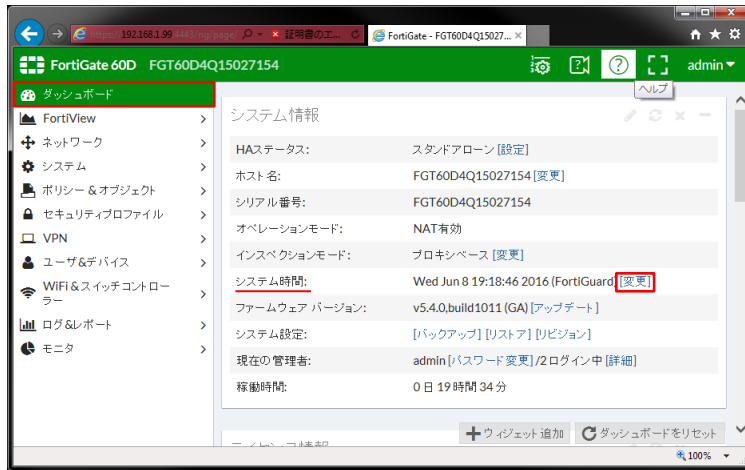 https://192.168.1.99:4443/ng/page/ 証明書のエ... FortiGate - FGT60D4Q15027...
FortiGate 60D FGT60D4Q15027154 admin
ヘルプ
ダッシュボード
FortiView
ネットワーク
システム
ポリシー & オブジェクト
セキュリティプロファイル
VPN
ユーザ&デバイス
WiFi & スイッチコントロー
ラー
ログ&レポート
モニタ
システム情報
HAステータス: スタンドアローン [設定]
ホスト名: FGT60D4Q15027154 [変更]
シリアル番号: FGT60D4Q15027154
オペレーションモード: NAT有効
インスペクションモード: プロキシベース [変更]
システム時間: Wed Jun 8 19:18:46 2016 (FortiGuard) [変更]
ファームウェア バージョン: v5.4.0,build1011 (GA) [アップデート]
システム設定: [バックアップ] [リストア] [リビジョン]
現在の管理者: admin [パスワード変更] /2 ログイン中 [詳細]
稼働時間: 0 日 19 時間 34 分
ウィジェット追加 ダッシュボードをリセット
100%